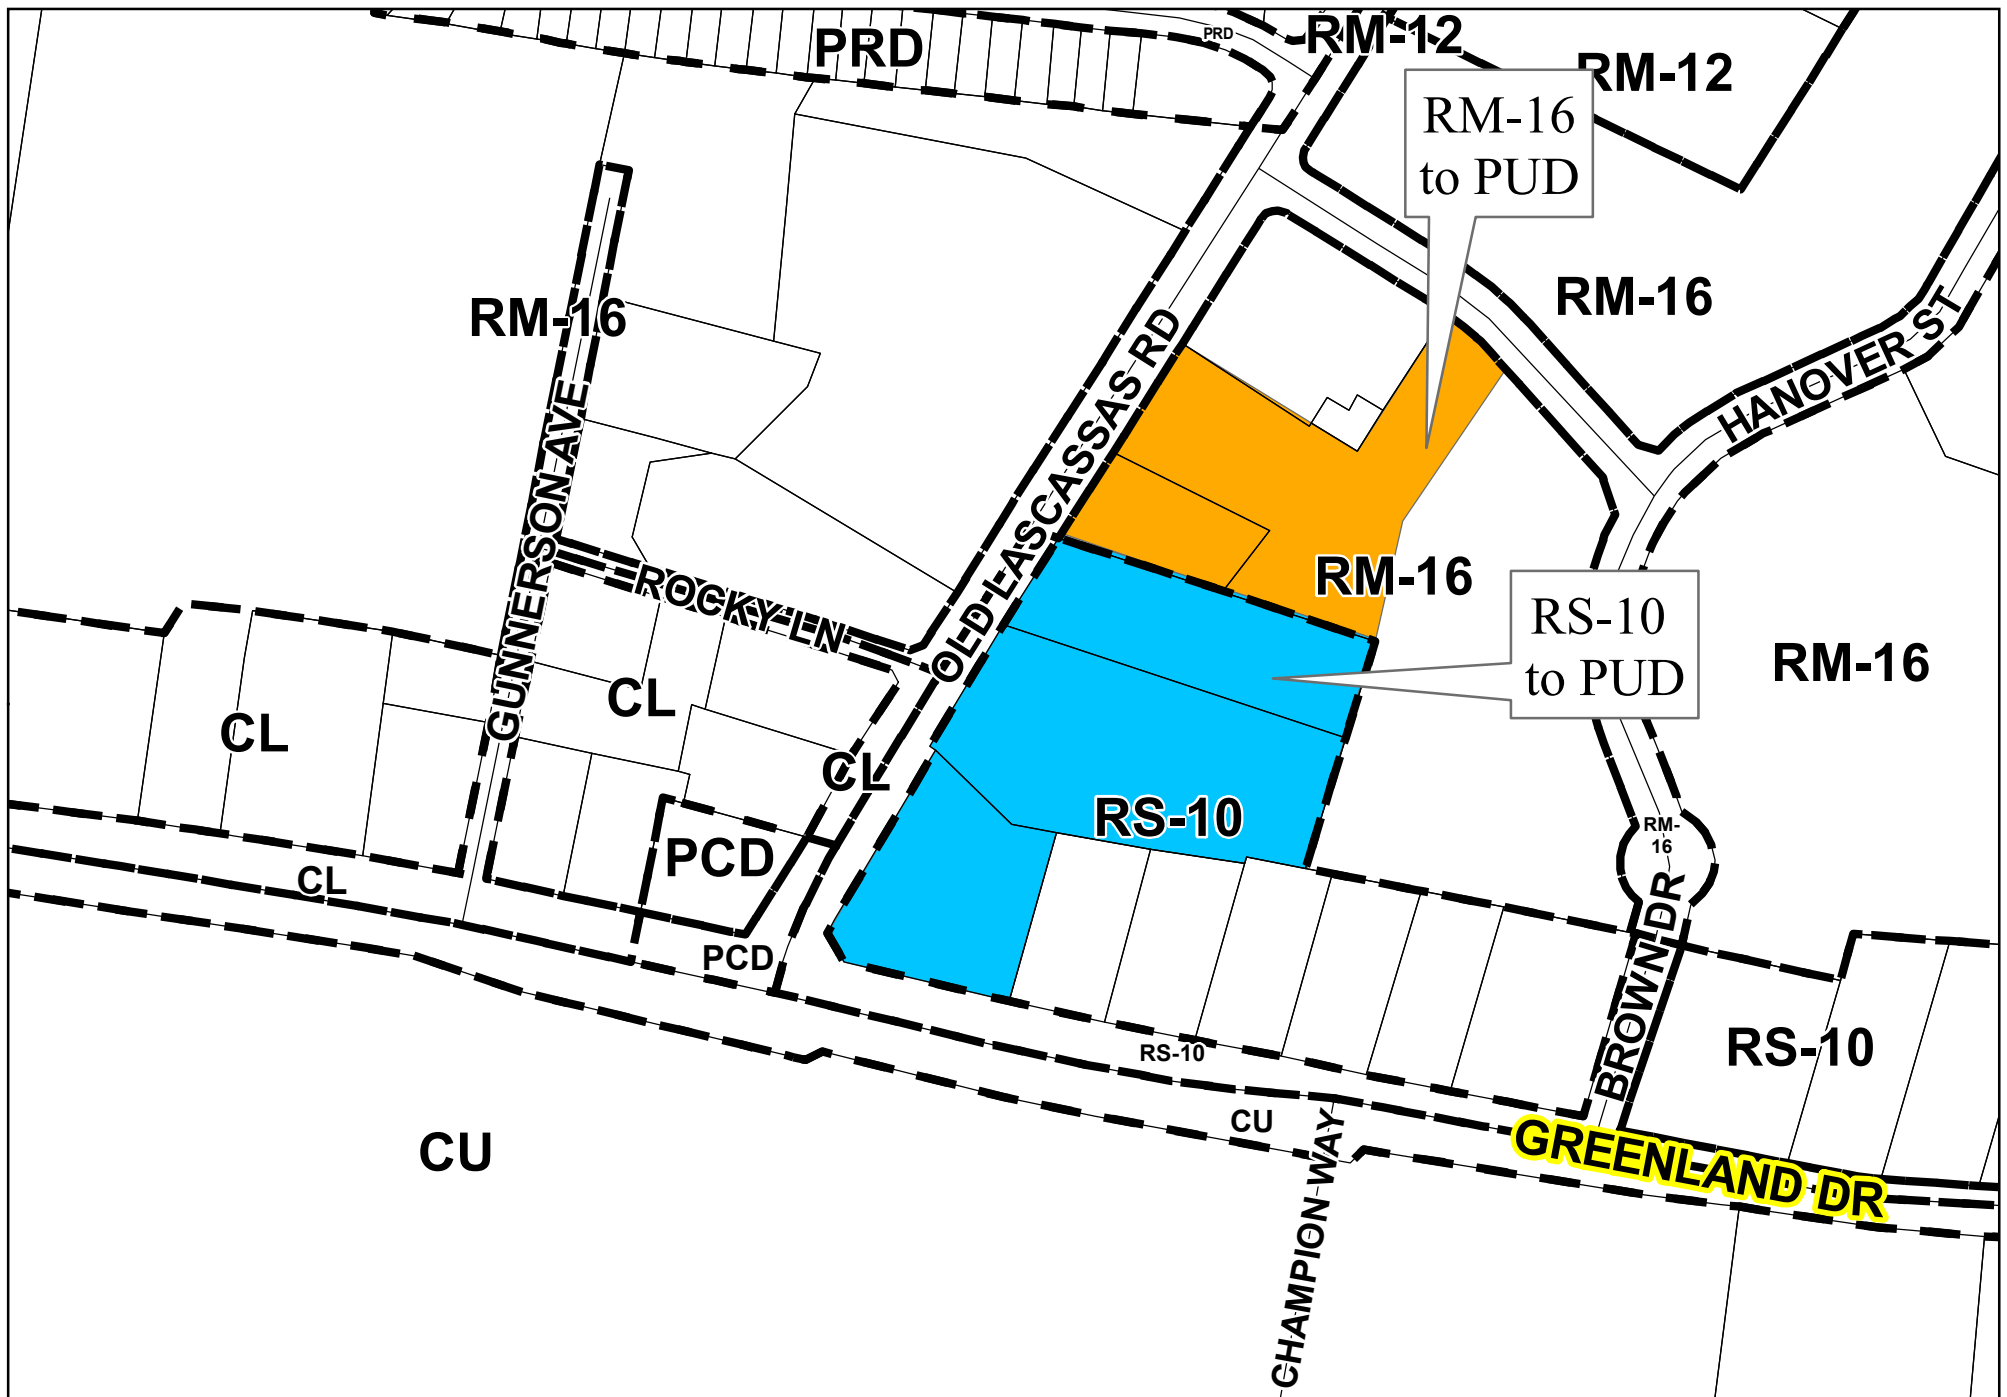 PRD
PRD
RM-12
RM-12
RM-16
to PUD
RM-16
RM-16
HANOVER ST
OLD LASCASSAS RD
GUNNERSON AVE
ROCKY LN
RM-16
RS-10
to PUD
RM-16
CL
CL
CL
RS-10
PCD
RM-
16
CL
PCD
BROWN DR
RS-10
RS-10
CU
CU
GREENLAND DR
CHAMPION WAY